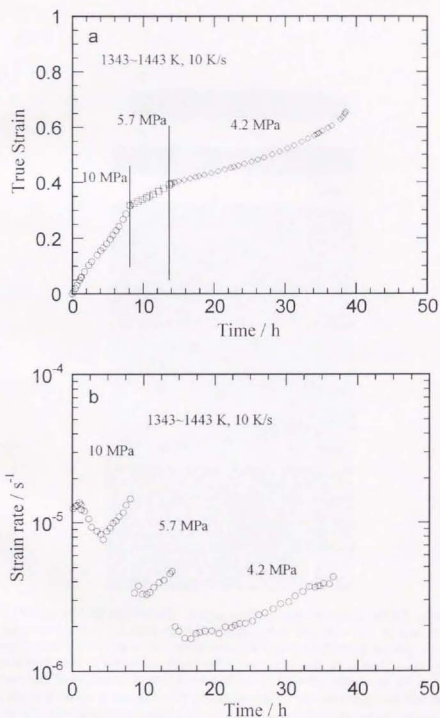 a
1343~1443 K, 10 K/s
5.7 MPa
4.2 MPa
10 MPa
True Strain
1
0.8
0.6
0.4
0.2
0
0 10 20 30 40 50
Time / h
b
1343~1443 K, 10 K/s
10 MPa
5.7 MPa
4.2 MPa
Strain rate / s⁻¹
10⁻⁴
10⁻⁵
10⁻⁶
0 10 20 30 40 50
Time / h